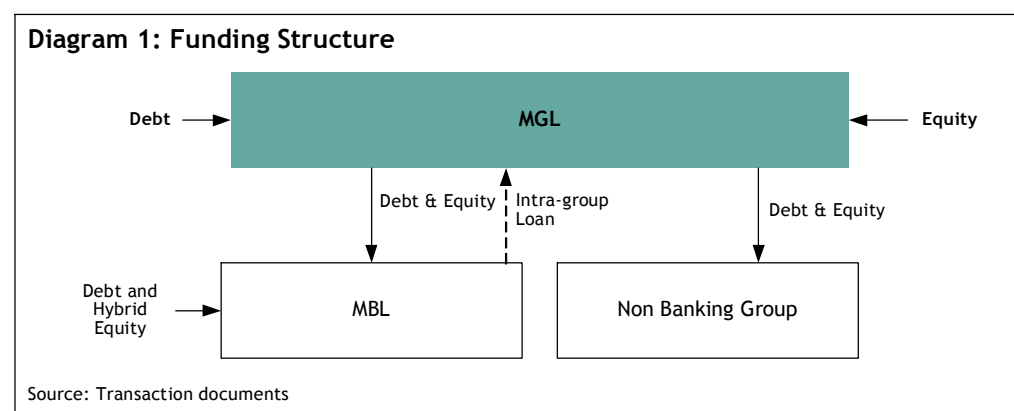 Diagram 1: Funding Structure
Debt
MGL
Equity
Debt & Equity
Intra-group
Loan
Debt & Equity
Debt and
Hybrid
Equity
MBL
Non Banking Group
Source: Transaction documents